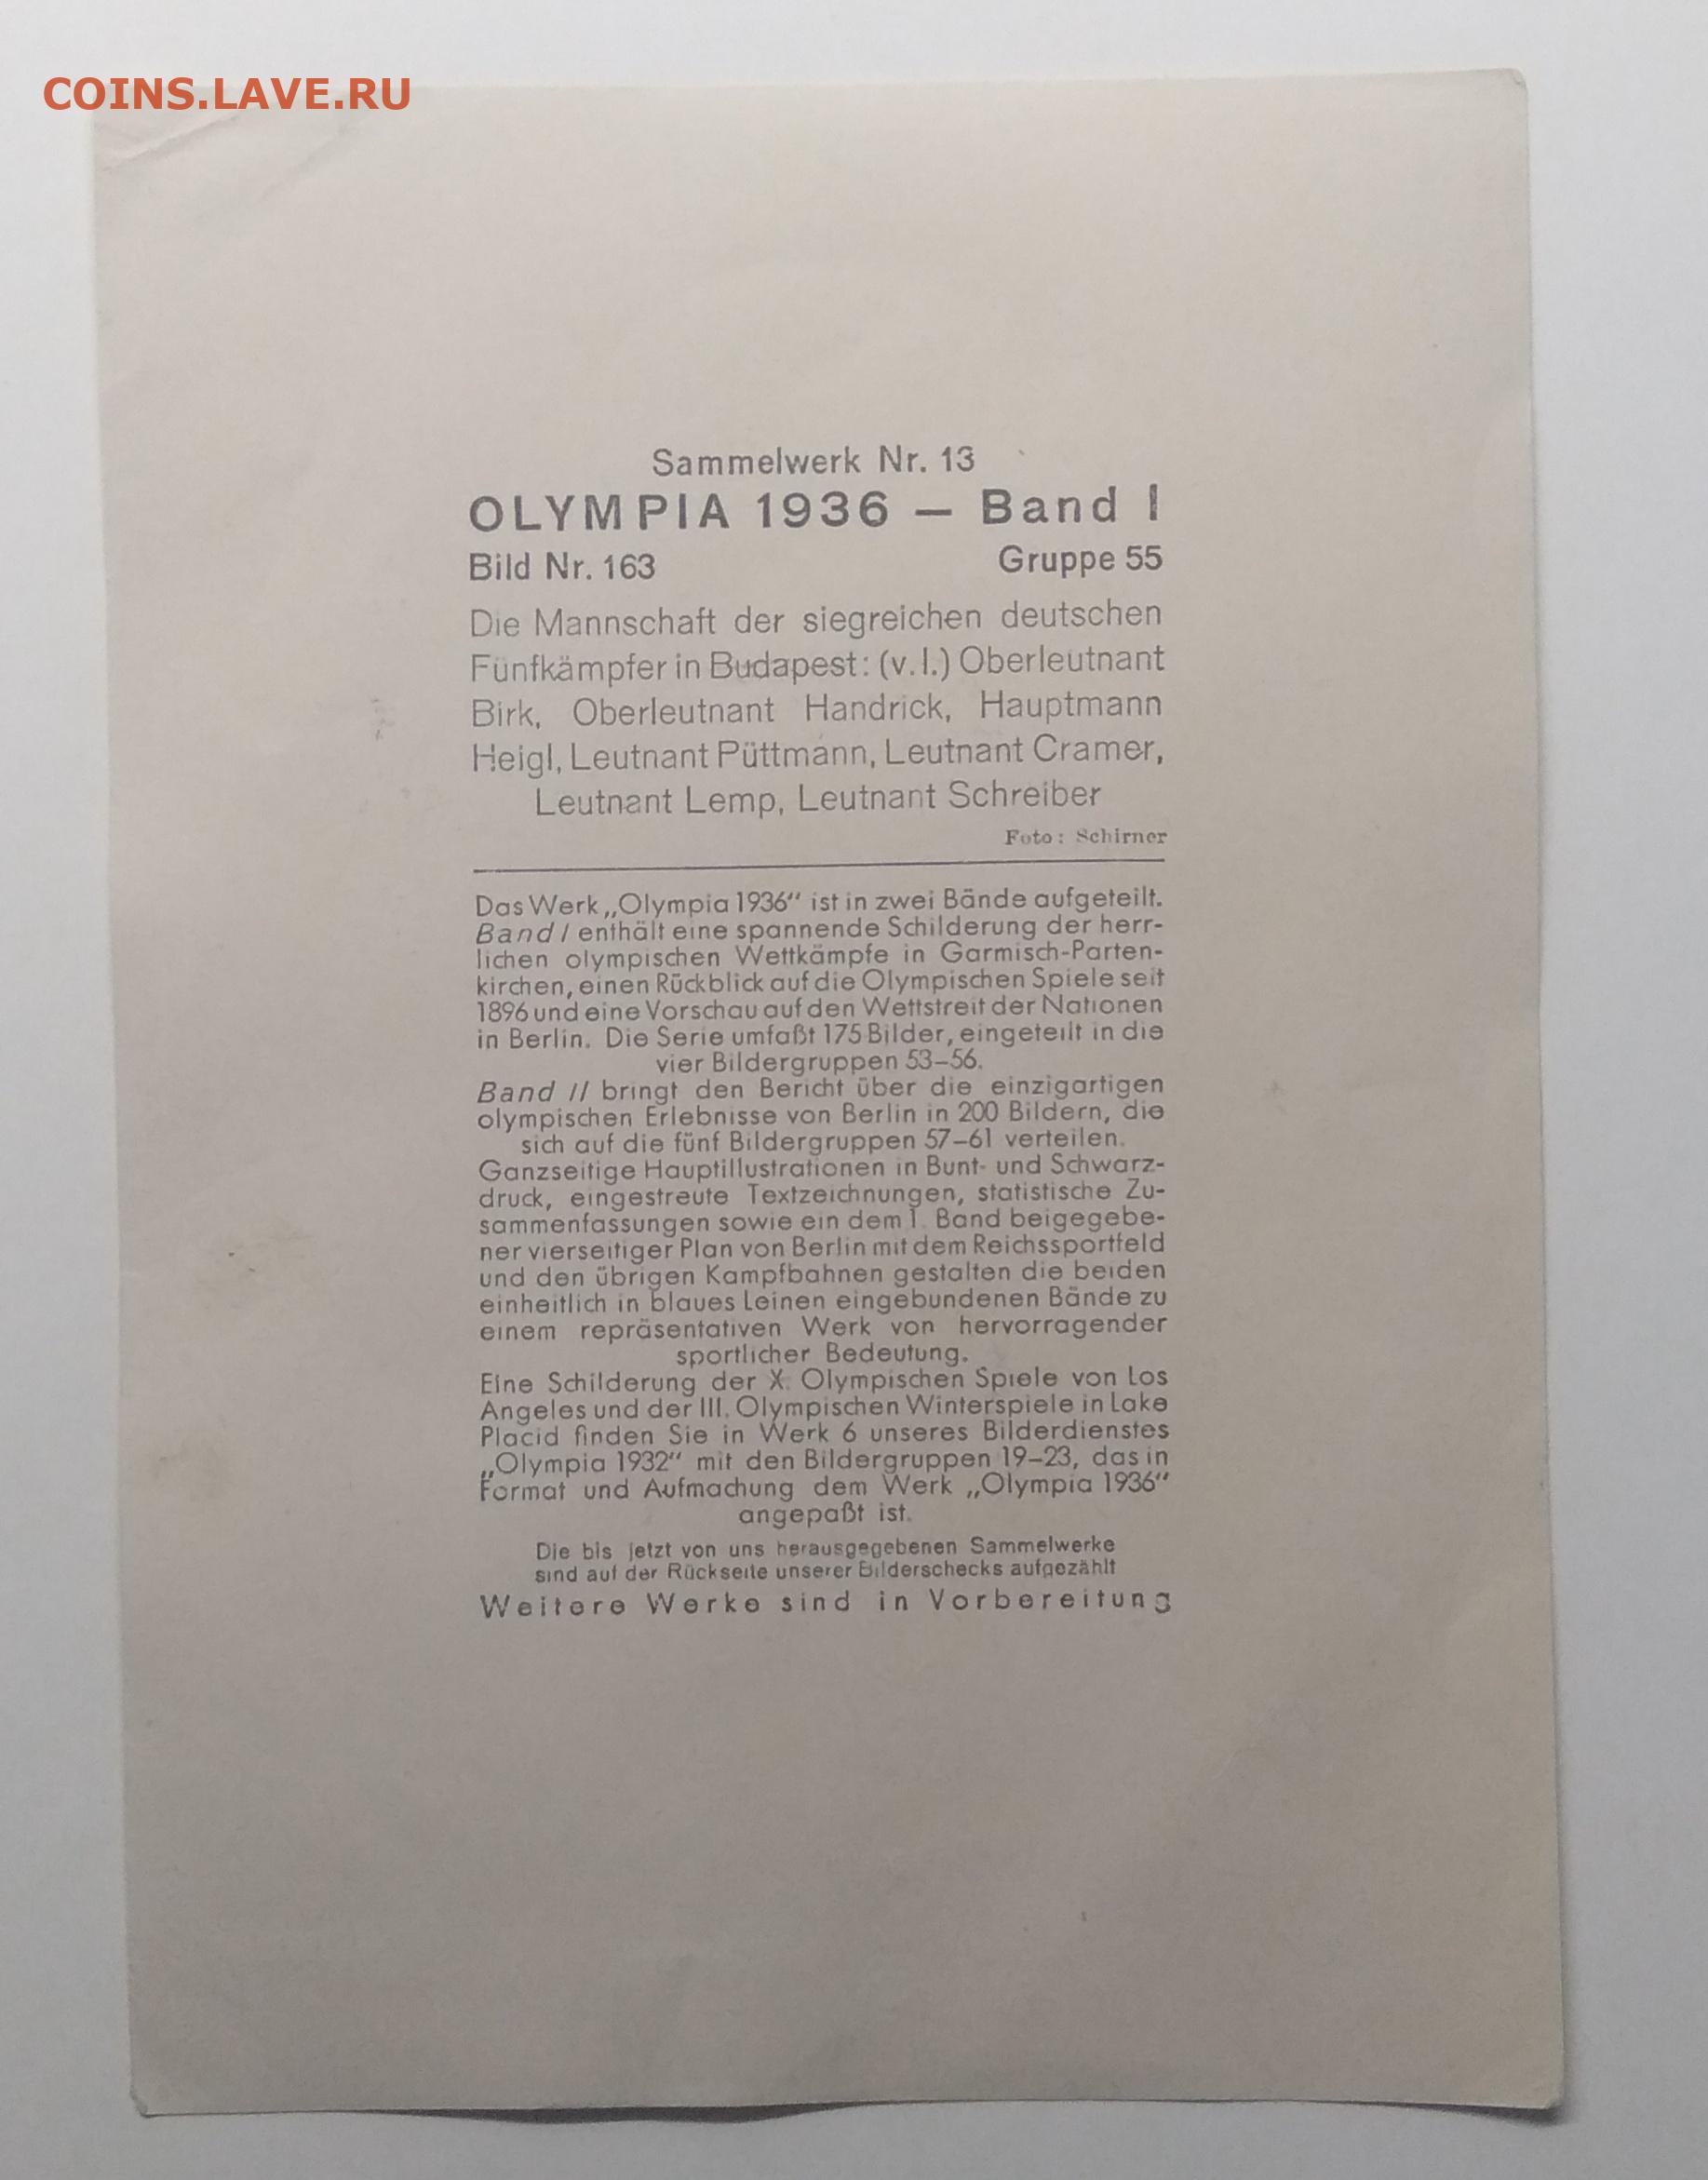 COINS.LAVE.RU
Sammelwerk Nr. 13
OLYMPIA 1936 — Band I
Bild Nr. 163 Gruppe 55
Die Mannschaft der siegreichen deutschen
Fünfkämpfer in Budapest: (v. l.) Oberleutnant
Birk, Oberleutnant Handrick, Hauptmann
Heigl, Leutnant Püttmann, Leutnant Cramer,
Leutnant Lemp, Leutnant Schreiber
Foto: Schirner
Das Werk „Olympia 1936“ ist in zwei Bände aufgeteilt.
Band I enthält eine spannende Schilderung der herr-
lichen olympischen Wettkämpfe in Garmisch-Parten-
kirchen, einen Rückblick auf die Olympischen Spiele seit
1896 und eine Vorschau auf den Wettstreit der Nationen
in Berlin. Die Serie umfaßt 175 Bilder, eingeteilt in die
vier Bildergruppen 53–56.
Band II bringt den Bericht über die einzigartigen
olympischen Erlebnisse von Berlin in 200 Bildern, die
sich auf die fünf Bildergruppen 57–61 verteilen.
Ganzseitige Hauptillustrationen in Bunt- und Schwarz-
druck, eingestreute Textzeichnungen, statistische Zu-
sammenfassungen sowie ein dem I. Band beigegebe-
ner vierseitiger Plan von Berlin mit dem Reichssportfeld
und den übrigen Kampfbahnen gestalten die beiden
einheitlich in blaues Leinen eingebundenen Bände zu
einem repräsentativen Werk von hervorragender
sportlicher Bedeutung.
Eine Schilderung der X. Olympischen Spiele von Los
Angeles und der III. Olympischen Winterspiele in Lake
Placid finden Sie in Werk 6 unseres Bilderdienstes
„Olympia 1932“ mit den Bildergruppen 19–23, das in
Format und Aufmachung dem Werk „Olympia 1936“
angepaßt ist.
Die bis jetzt von uns herausgegebenen Sammelwerke
sind auf der Rückseite unserer Bilderschecks aufgezählt
Weitere Werke sind in Vorbereitung